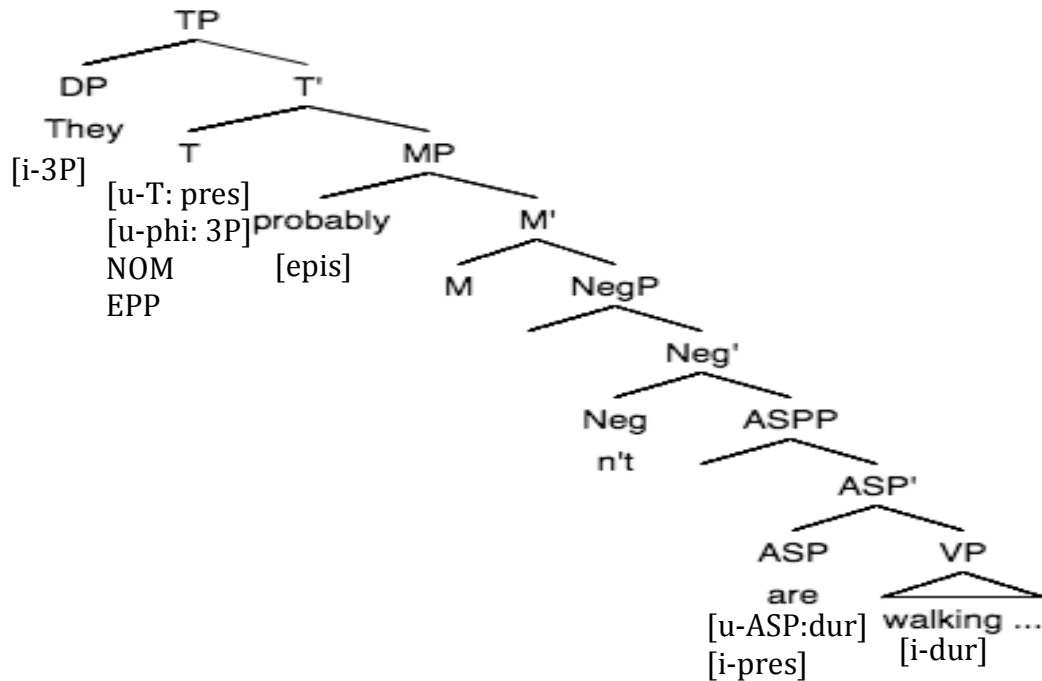 TP
DP T'
They
T MP
[i-3P]
[u-T: pres]
[u-phi: 3P] probably M'
NOM [epis]
M NegP
EPP
Neg'
Neg ASPP
n't
ASP'
ASP VP
are walking ...
[u-ASP:dur] [i-dur]
[i-pres]